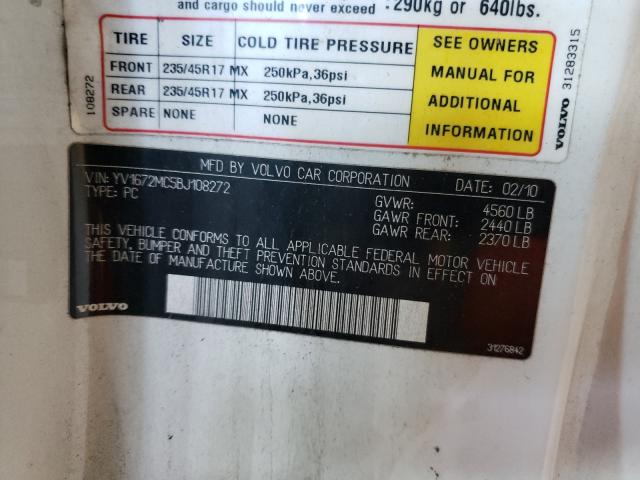 and cargo should never exceed - 290kg or 640lbs.
TIRE SIZE COLD TIRE PRESSURE
FRONT 235/45R17 MX 250kPa,36psi
REAR 235/45R17 MX 250kPa,36psi
SPARE NONE NONE
SEE OWNERS
MANUAL FOR
ADDITIONAL
INFORMATION
108272
VOLVO 31283315
MFD BY VOLVO CAR CORPORATION DATE: 02/10
VIN: YV1672MC5BJ108272
TYPE: PC
GVWR: 4560 LB
GAWR FRONT: 2440 LB
GAWR REAR: 2370 LB
THIS VEHICLE CONFORMS TO ALL APPLICABLE FEDERAL MOTOR VEHICLE
SAFETY, BUMPER AND THEFT PREVENTION STANDARDS IN EFFECT ON
THE DATE OF MANUFACTURE SHOWN ABOVE.
VOLVO
31276842